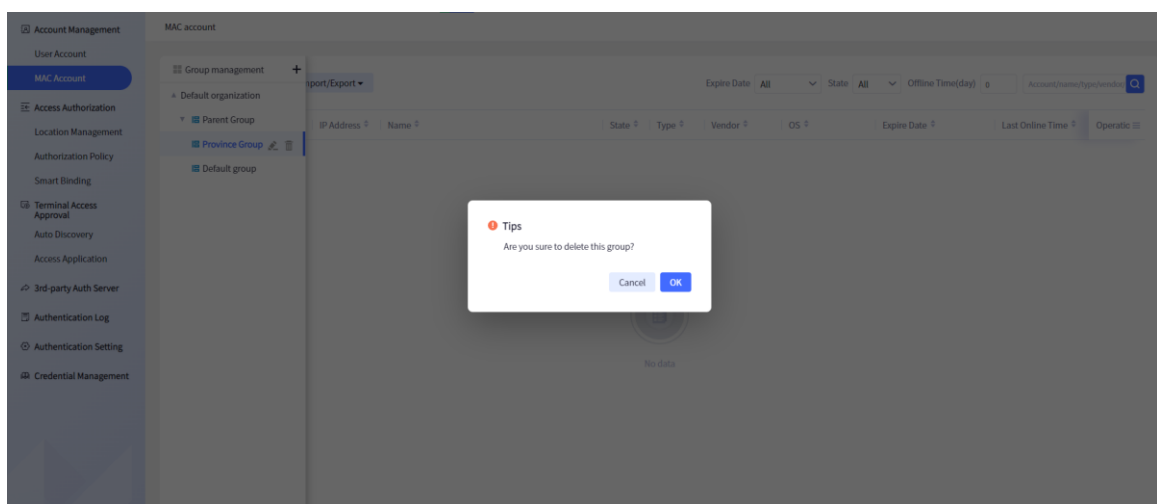 Account Management
User Account
MAC Account
Access Authorization
Location Management
Authorization Policy
Smart Binding
Terminal Access
Approval
Auto Discovery
Access Application
3rd-party Auth Server
Authentication Log
Authentication Setting
Credential Management
MAC account
Group management +
Default organization
Parent Group
Province Group
Default group
port/Export
Expire Date All State All Offline Time(day) 0 Account/name/type/vendor
IP Address Name State Type Vendor OS Expire Date Last Online Time Operatic
Tips
Are you sure to delete this group?
Cancel OK
No data